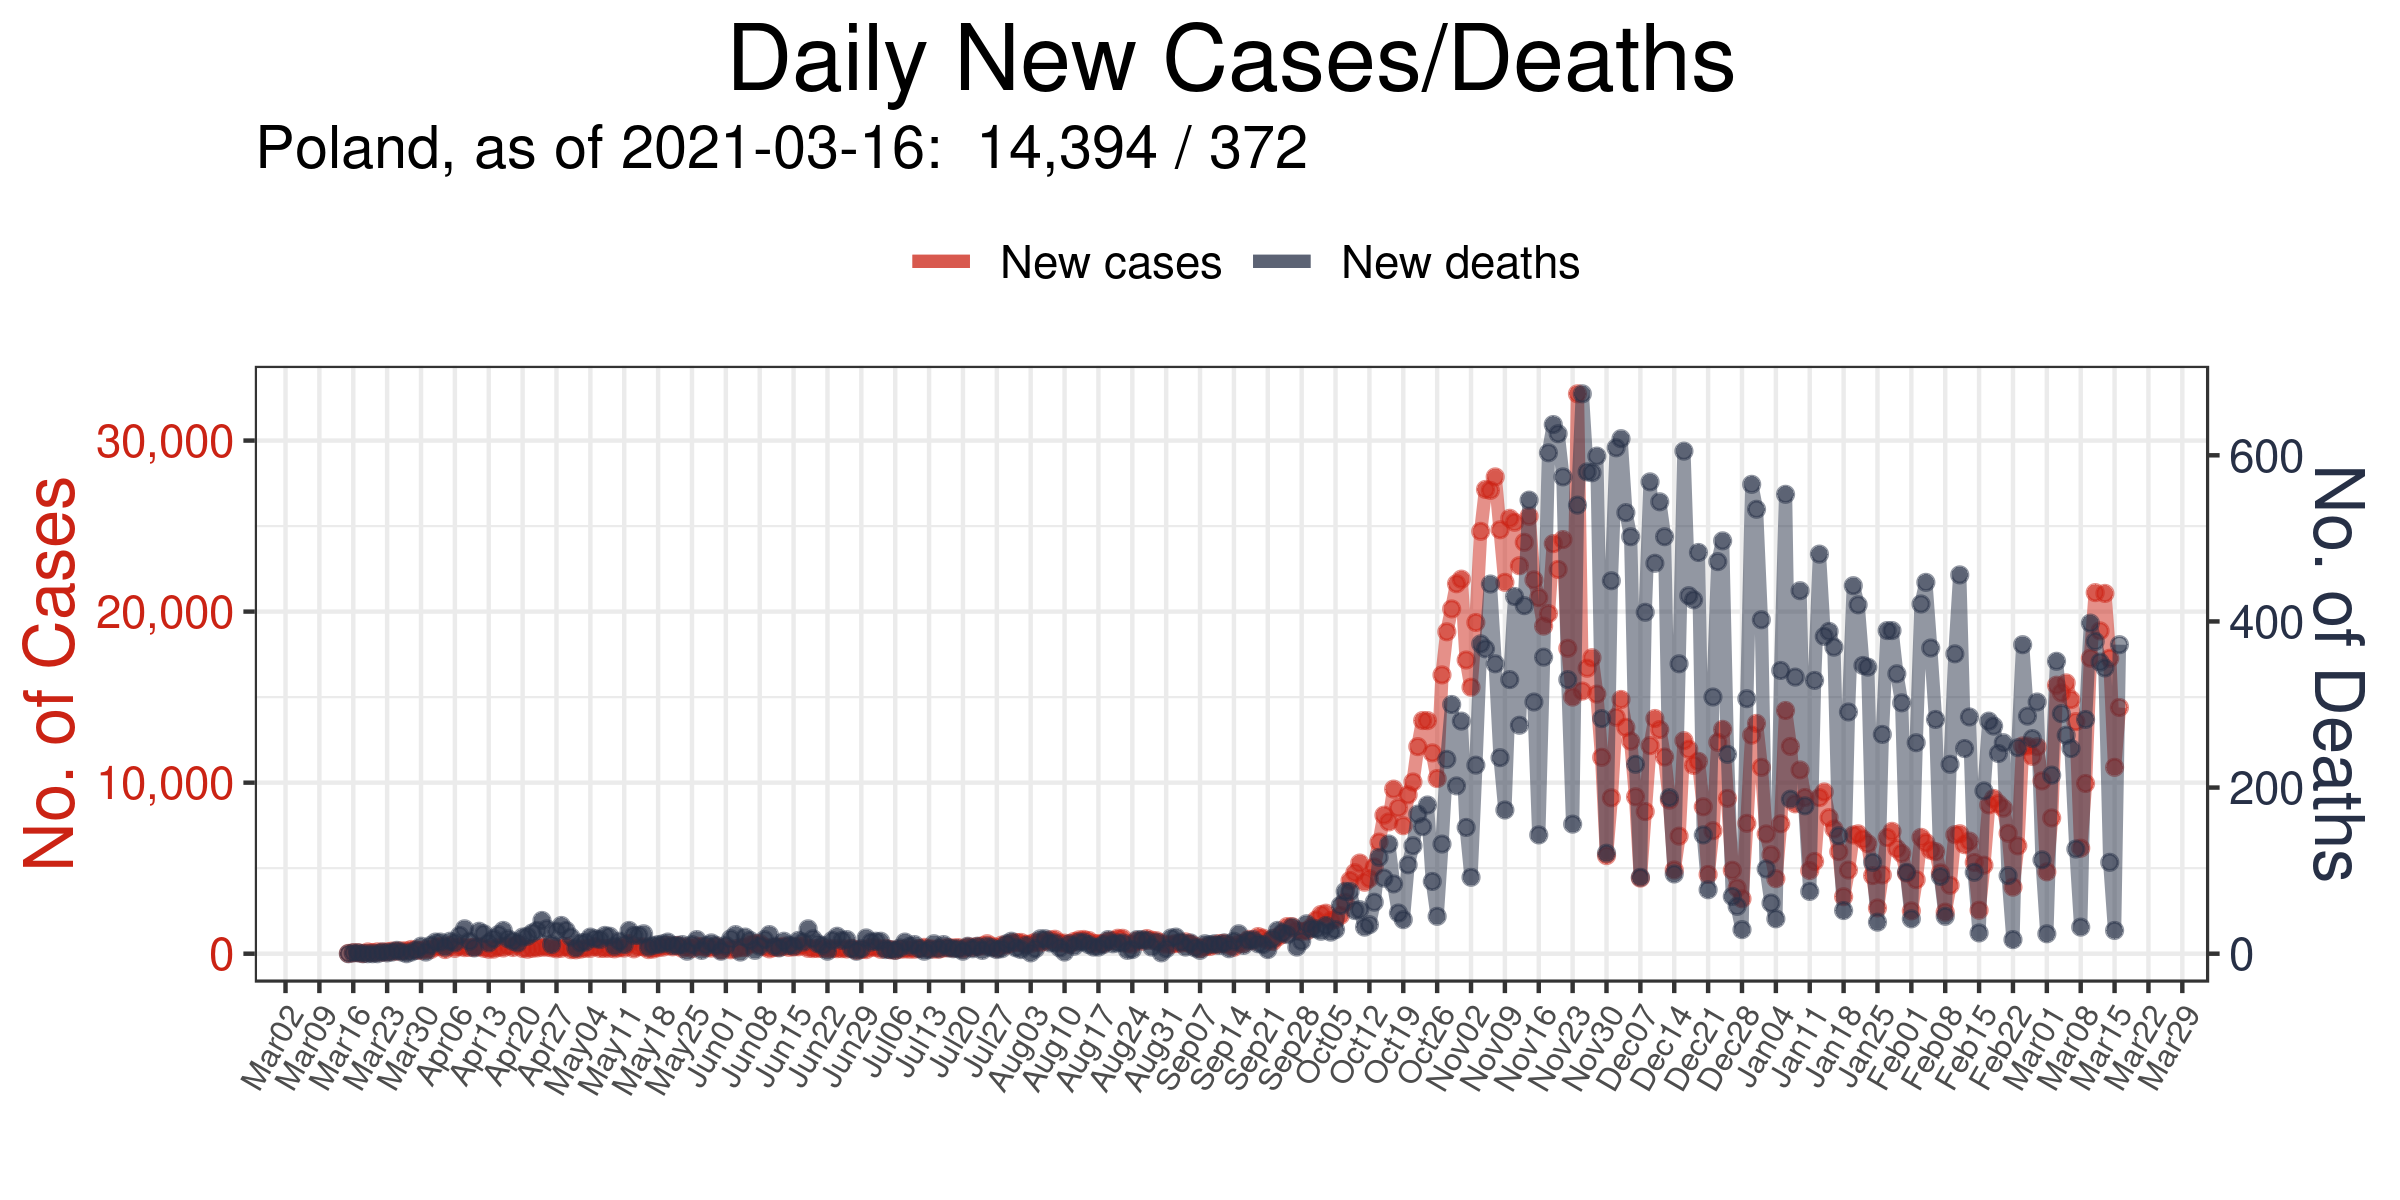 Daily New Cases/Deaths
Poland, as of 2021-03-16:  14,394 / 372
New cases
New deaths
No. of Cases
30,000
20,000
10,000
0
600
400
200
0
No. of Deaths
Mar02
Mar09
Mar16
Mar23
Mar30
Apr06
Apr13
Apr20
Apr27
May04
May11
May18
May25
Jun01
Jun08
Jun15
Jun22
Jun29
Jul06
Jul13
Jul20
Jul27
Aug03
Aug10
Aug17
Aug24
Aug31
Sep07
Sep14
Sep21
Sep28
Oct05
Oct12
Oct19
Oct26
Nov02
Nov09
Nov16
Nov23
Nov30
Dec07
Dec14
Dec21
Dec28
Dec04
Jan11
Jan18
Jan25
Feb01
Feb08
Feb15
Feb22
Mar01
Mar08
Mar15
Mar22
Mar29